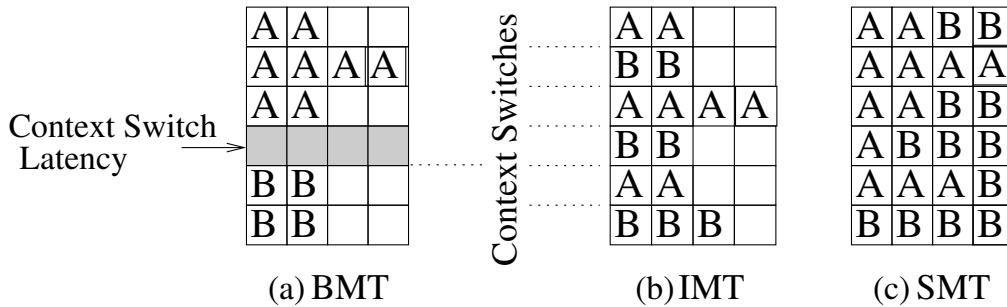 A A A A A A B B
A A A A B B A A A A
A A A A A A A A B B
Context Switch
Latency
B B A B B B
B B A A A A A B
B B B B B B B B B
Context Switches
(a) BMT (b) IMT (c) SMT